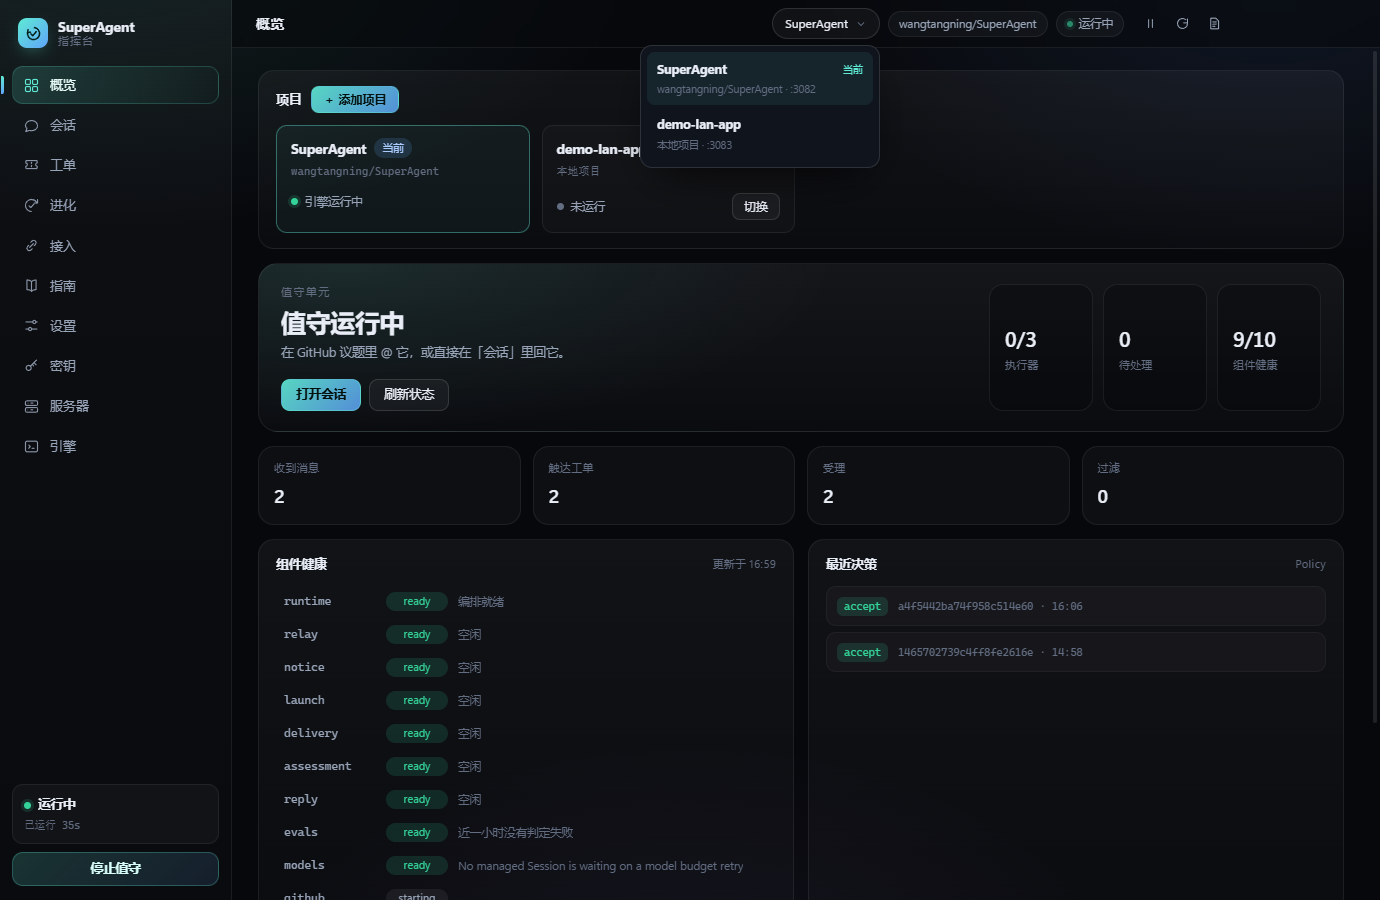 SuperAgent
指挥台
概览
会话
工单
进化
接入
指南
设置
密钥
服务器
引擎
运行中
已运行 35s
停止值守
概览
SuperAgent
wangtangning/SuperAgent
运行中
SuperAgent 当前
wangtangning/SuperAgent · :3082
demo-lan-app
本地项目 · :3083
项目
+ 添加项目
SuperAgent 当前
wangtangning/SuperAgent
引擎运行中
demo-lan-app
本地项目
未运行
切换
值守单元
值守运行中
在 GitHub 议题里 @ 它，或直接在「会话」里回它。
打开会话
刷新状态
0/3
执行器
0
待处理
9/10
组件健康
收到消息
2
触达工单
2
受理
2
过滤
0
组件健康
更新于 16:59
runtime ready 编排就绪
relay ready 空闲
notice ready 空闲
launch ready 空闲
delivery ready 空闲
assessment ready 空闲
reply ready 空闲
evals ready 近一小时没有判定失败
models ready No managed Session is waiting on a model budget retry
github starting
最近决策
Policy
accept a4f5442ba74f958c514e60 · 16:06
accept 1465702739c4ff8fe2616e · 14:58